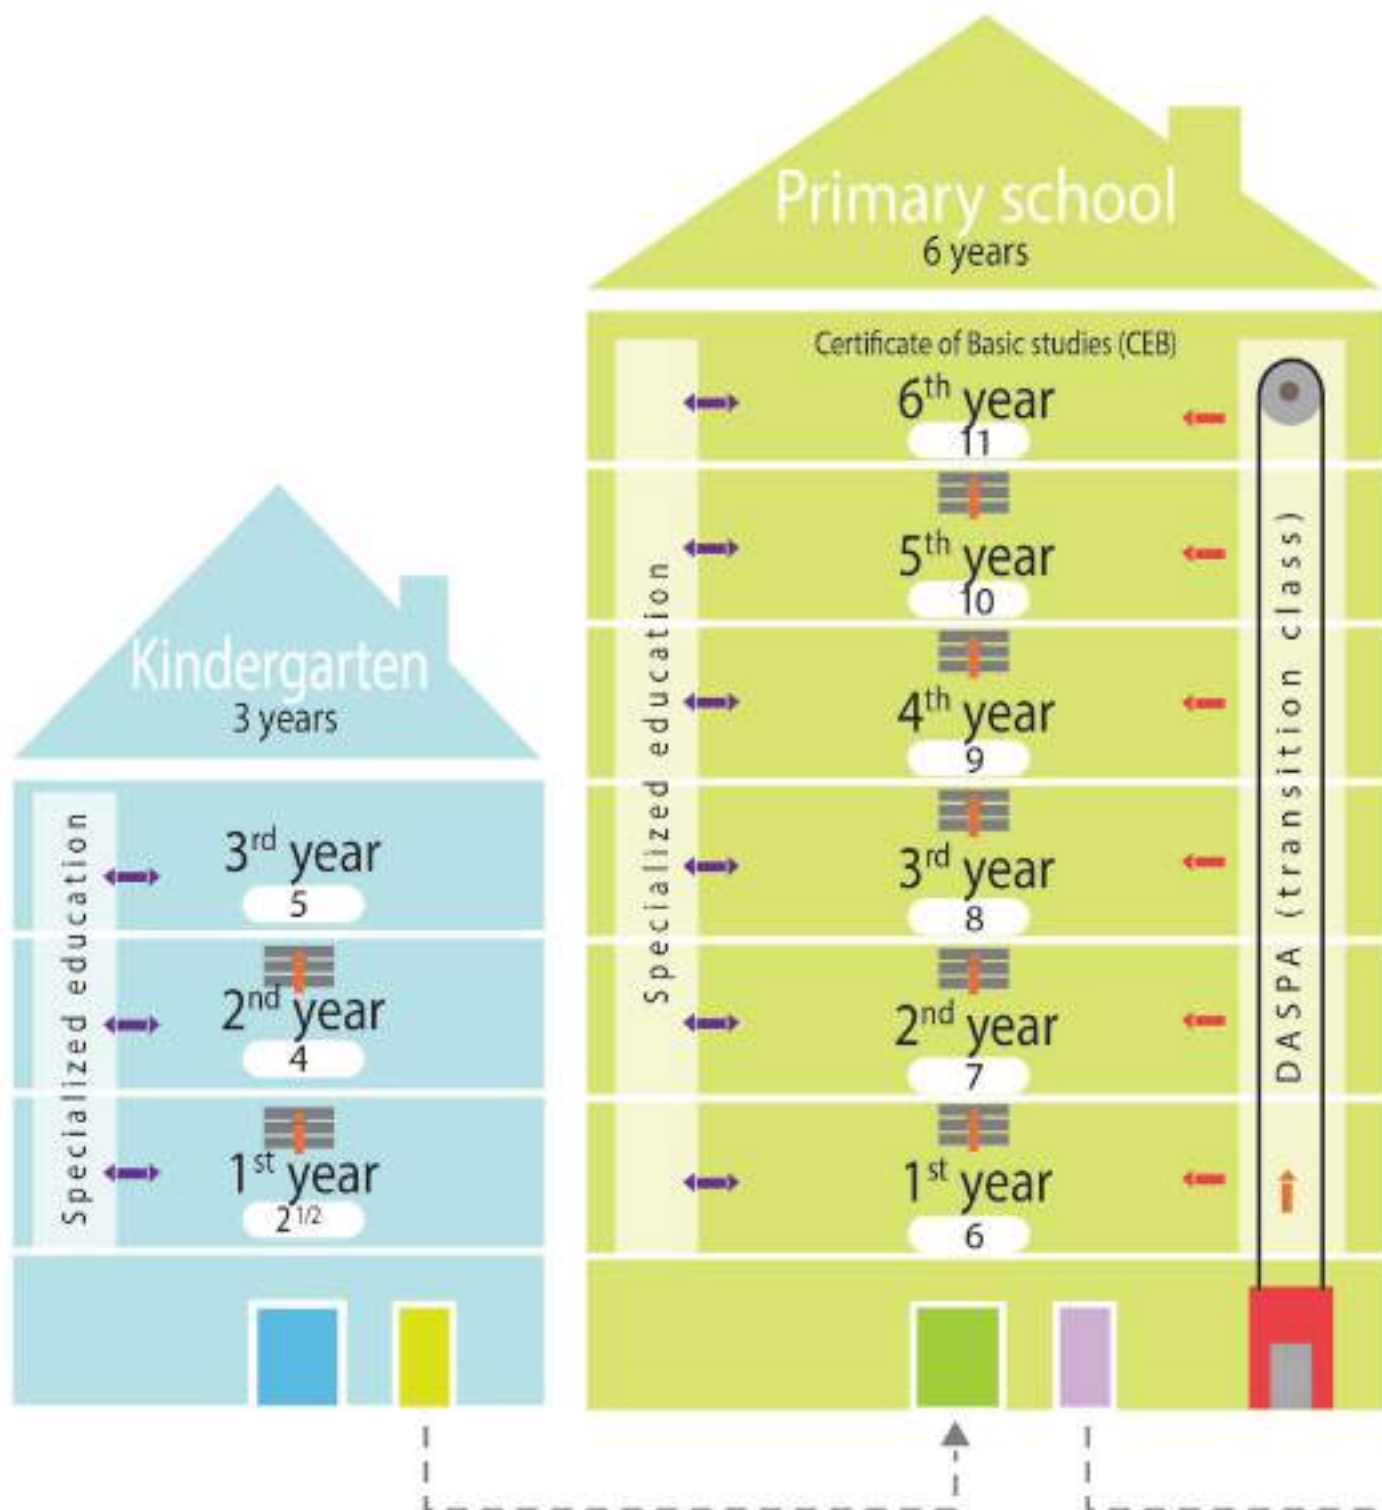 Primary school
6 years
Certificate of Basic studies (CEB)
6th year
11
5th year
10
4th year
9
3rd year
8
2nd year
7
1st year
6
Specialized education
DASPA (transition class)
Kindergarten
3 years
3rd year
5
2nd year
4
1st year
2 1/2
Specialized education